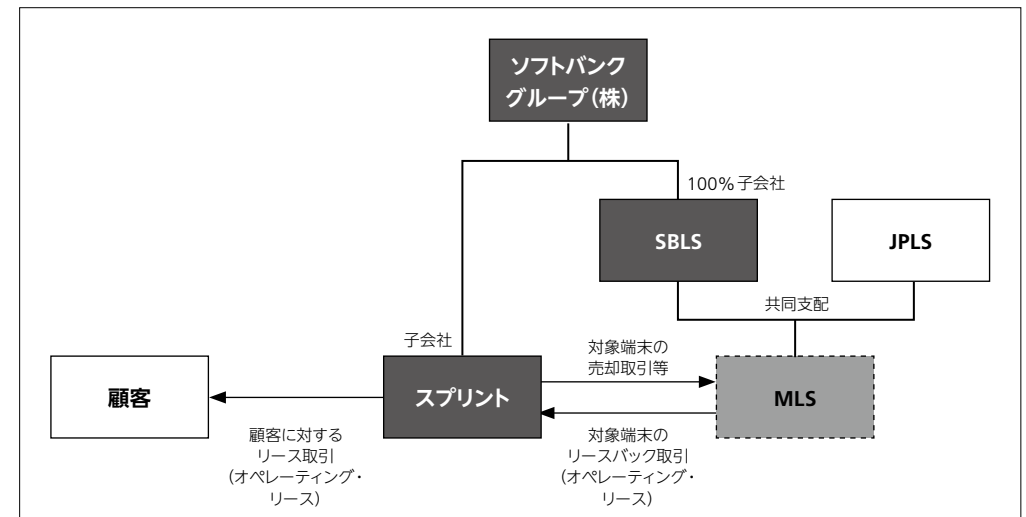 ソフトバンク
グループ（株）
100％子会社
SBLS
JPLS
共同支配
子会社
対象端末の
売却取引等
顧客
スプリント
MLS
顧客に対する
リース取引
（オペレーティング・
リース）
対象端末の
リースバック取引
（オペレーティング・
リース）